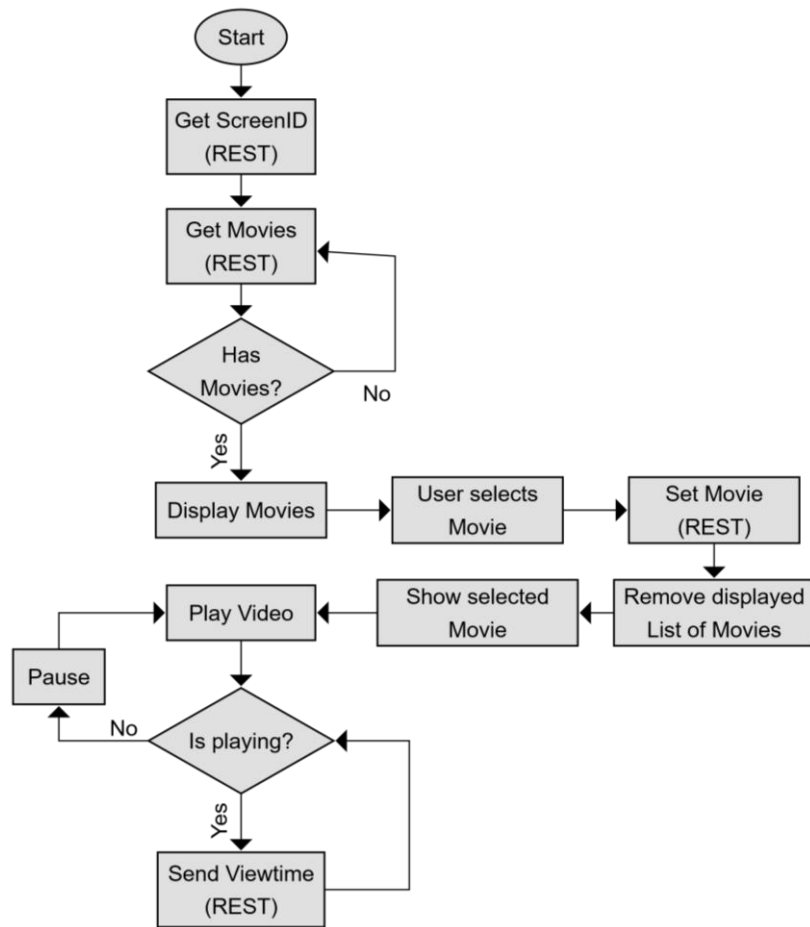 Start
Get ScreenID
(REST)
Get Movies
(REST)
Has
Movies?
No
Yes
Display Movies
User selects
Movie
Set Movie
(REST)
Remove displayed
List of Movies
Show selected
Movie
Play Video
Pause
No
Is playing?
Yes
Send Viewtime
(REST)